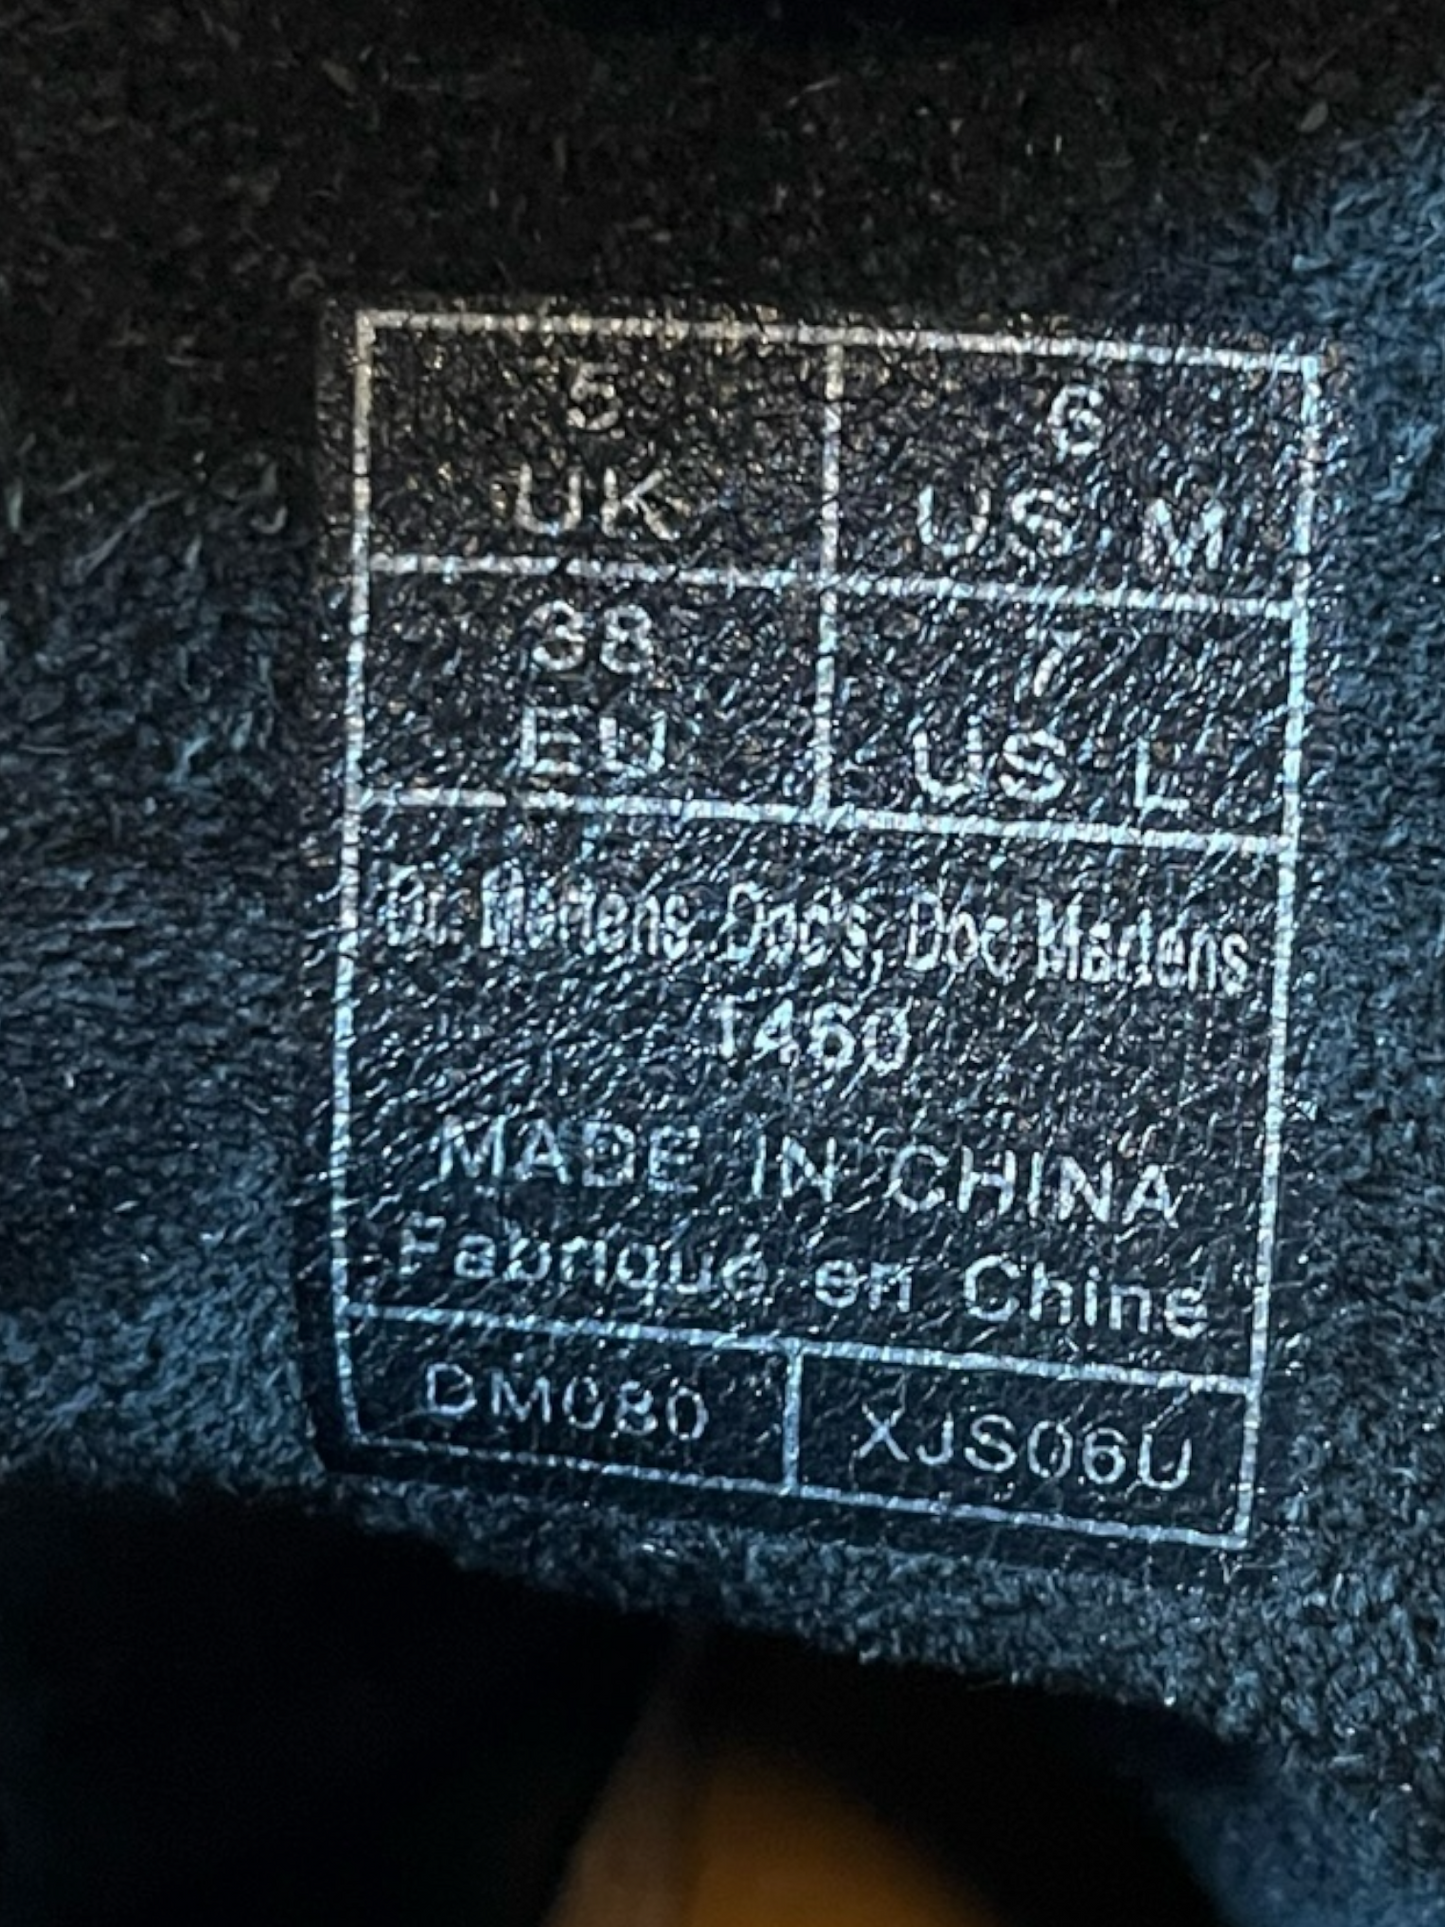 5
UK
6
US M
38
EU
7
US L
Dr. Martens, Doc's, Doc Martens
1460
MADE IN CHINA
Fabriqué en Chine
DM080
XJS06U